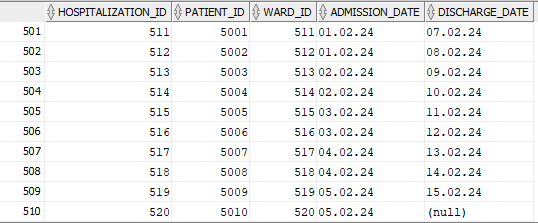 HOSPITALIZATION_ID PATIENT_ID WARD_ID ADMISSION_DATE DISCHARGE_DATE
501 511 5001 511 01.02.24 07.02.24
502 512 5002 512 01.02.24 08.02.24
503 513 5003 513 02.02.24 09.02.24
504 514 5004 514 02.02.24 10.02.24
505 515 5005 515 03.02.24 11.02.24
506 516 5006 516 03.02.24 12.02.24
507 517 5007 517 04.02.24 13.02.24
508 518 5008 518 04.02.24 14.02.24
509 519 5009 519 05.02.24 15.02.24
510 520 5010 520 05.02.24 (null)